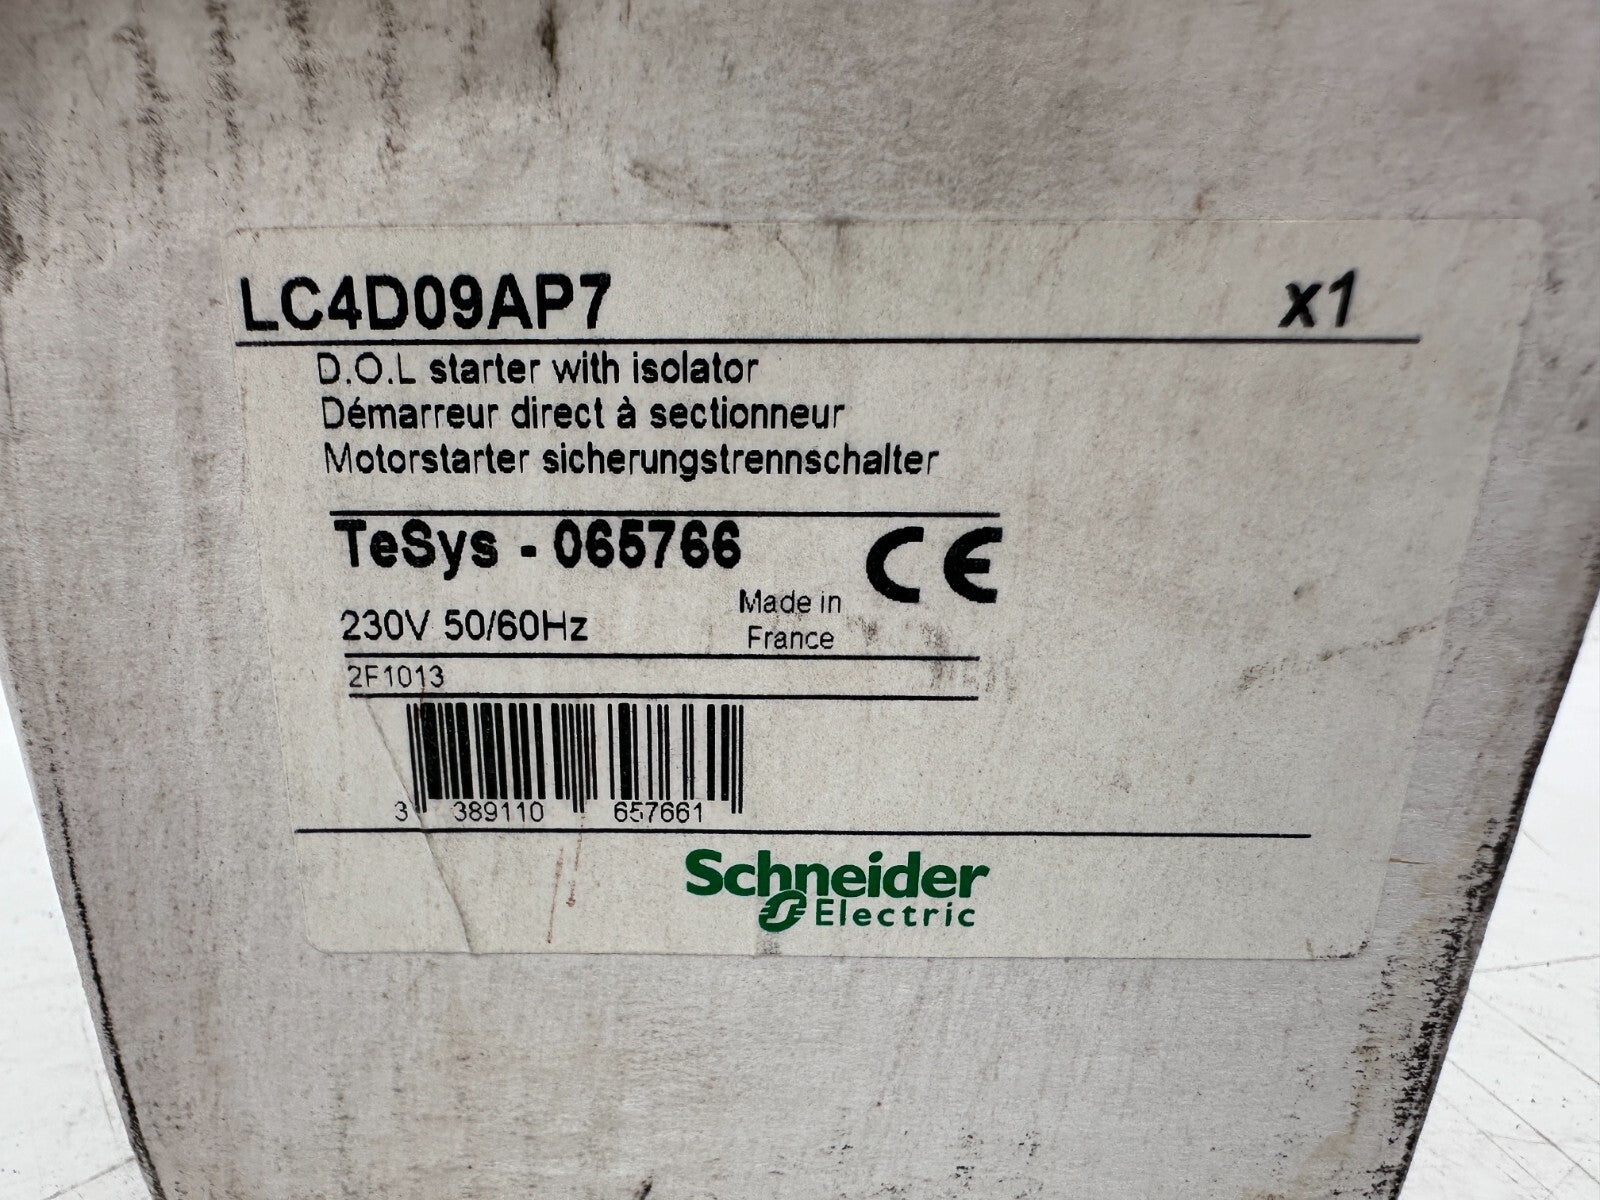 LC4D09AP7 x1
D.O.L starter with isolator
Démarreur direct à sectionneur
Motorstarter sicherungstrennschalter
TeSys - 065766 CE
Made in
France
230V 50/60Hz
2F1013
3 389110 657661
Schneider
Electric